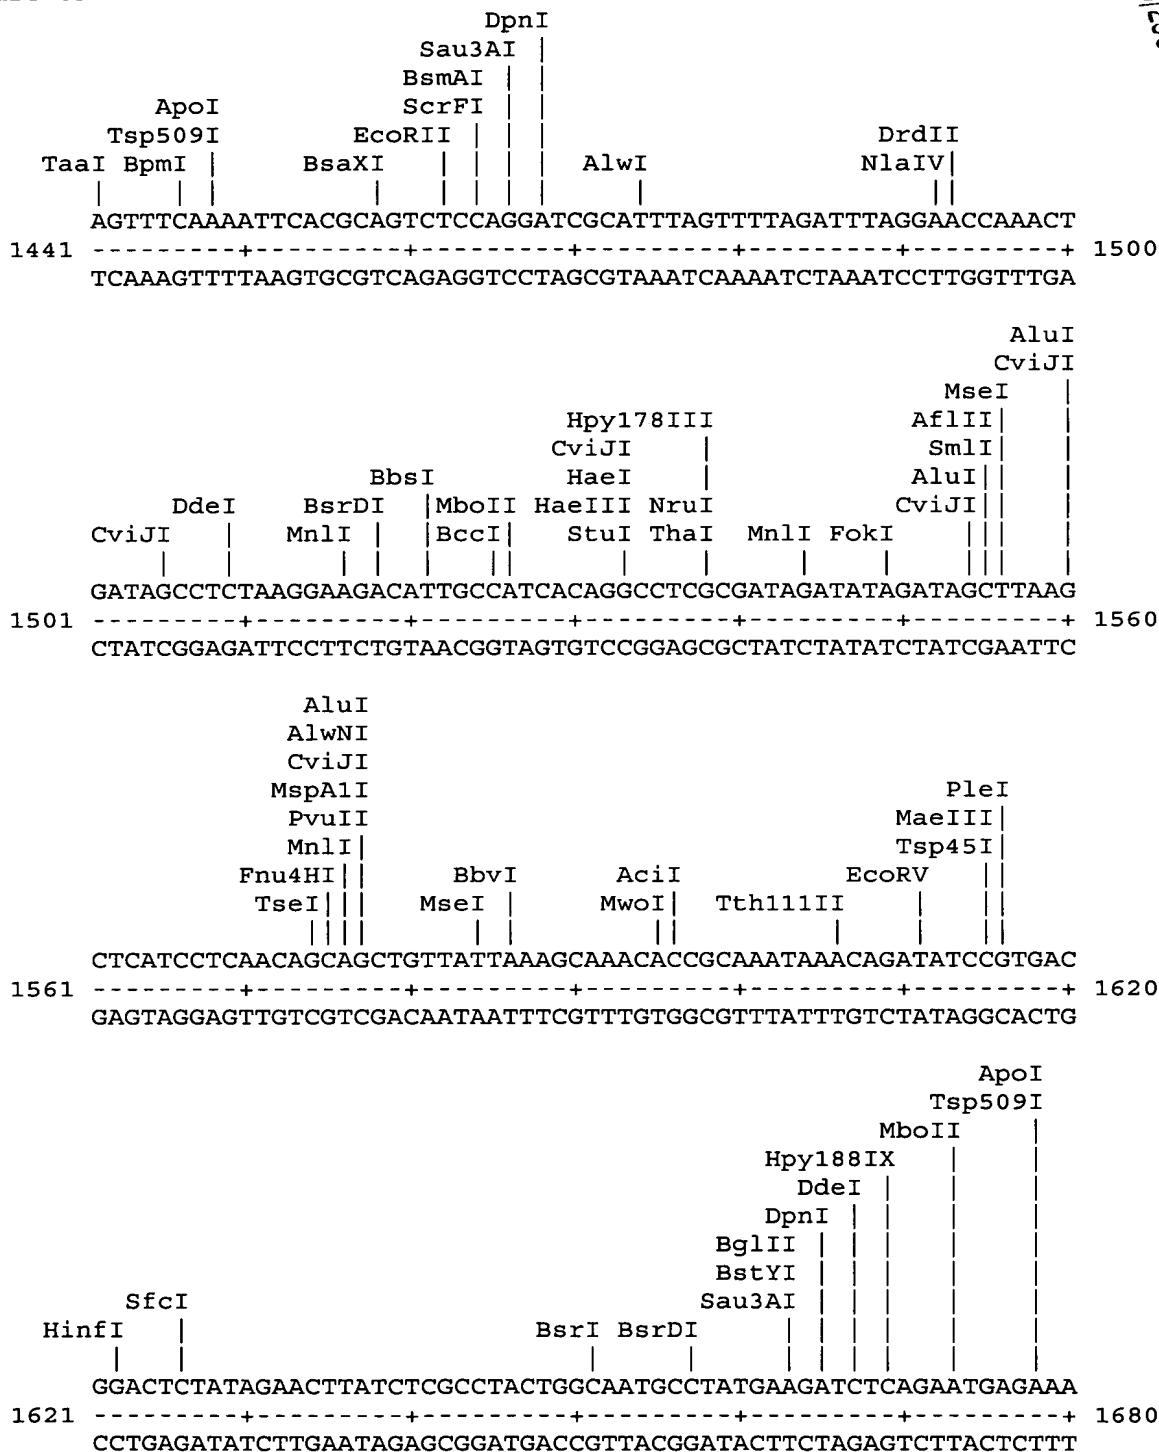 DpnI
Sau3AI
BsmAI
ApoI ScrFI
Tsp509I EcoRII DrdII
TaaI BpmI BsaXI AlwI NlaIV
AGTTTCAAAATTCACGCAGTCTCCAGGATCGCATTTAGTTTTAGATTTAGGAACCAAACT
1441 ---------+---------+---------+---------+---------+---------+ 1500
TCAAAGTTTTAAGTGCGTCAGAGGTCCTAGCGTAAATCAAAATCTAAATCCTTGGTTTGA
AluI
CviJI
MseI
Hpy178III AflII
CviJI SmlI
BbsI HaeI AluI
DdeI BsrDI MboII HaeIII NruI CviJI
CviJI MnlI BccI StuI ThaI MnlI FokI
GATAGCCTCTAAGGAAGACATTGCCATCACAGGCCTCGCGATAGATATAGATAGCTTAAG
1501 ---------+---------+---------+---------+---------+---------+ 1560
CTATCGGAGATTCCTTCTGTAACGGTAGTGTCCGGAGCGCTATCTATATCTATCGAATTC
AluI
AlwNI
CviJI
MspA1I PleI
PvuII MaeIII
MnlI Tsp45I
Fnu4HI BbvI AciI EcoRV
TseI MseI MwoI Tth111II
CTCATCCTCAACAGCAGCTGTTATTAAAGCAAACACCGCAAATAAACAGATATCCGTGAC
1561 ---------+---------+---------+---------+---------+---------+ 1620
GAGTAGGAGTTGTCGTCGACAATAATTTCGTTTGTGGCGTTTATTTGTCTATAGGCACTG
ApoI
Tsp509I
MboII
Hpy188IX
DdeI
DpnI
BglII
BstYI
SfcI Sau3AI
HinfI BsrI BsrDI
GGACTCTATAGAACTTATCTCGCCTACTGGCAATGCCTATGAAGATCTCAGAATGAGAAA
1621 ---------+---------+---------+---------+---------+---------+ 1680
CCTGAGATATCTTGAATAGAGCGGATGACCGTTACGGATACTTCTAGAGTCTTACTCTTT